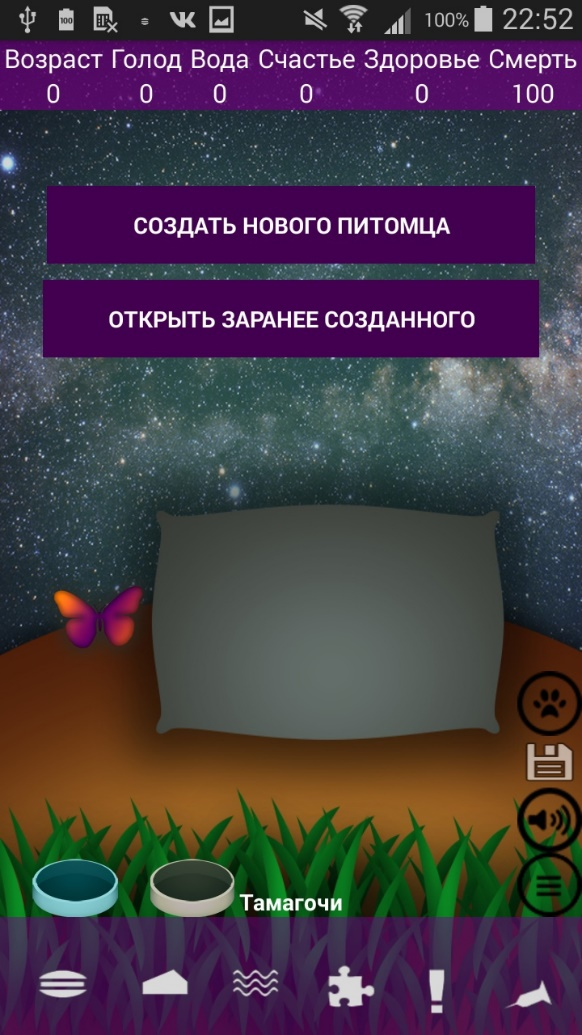 100 100% 22:52
Возраст Голод Вода Счастье Здоровье Смерть
0 0 0 0 0 100
СОЗДАТЬ НОВОГО ПИТОМЦА
ОТКРЫТЬ ЗАРАНЕЕ СОЗДАННОГО
Тамагочи